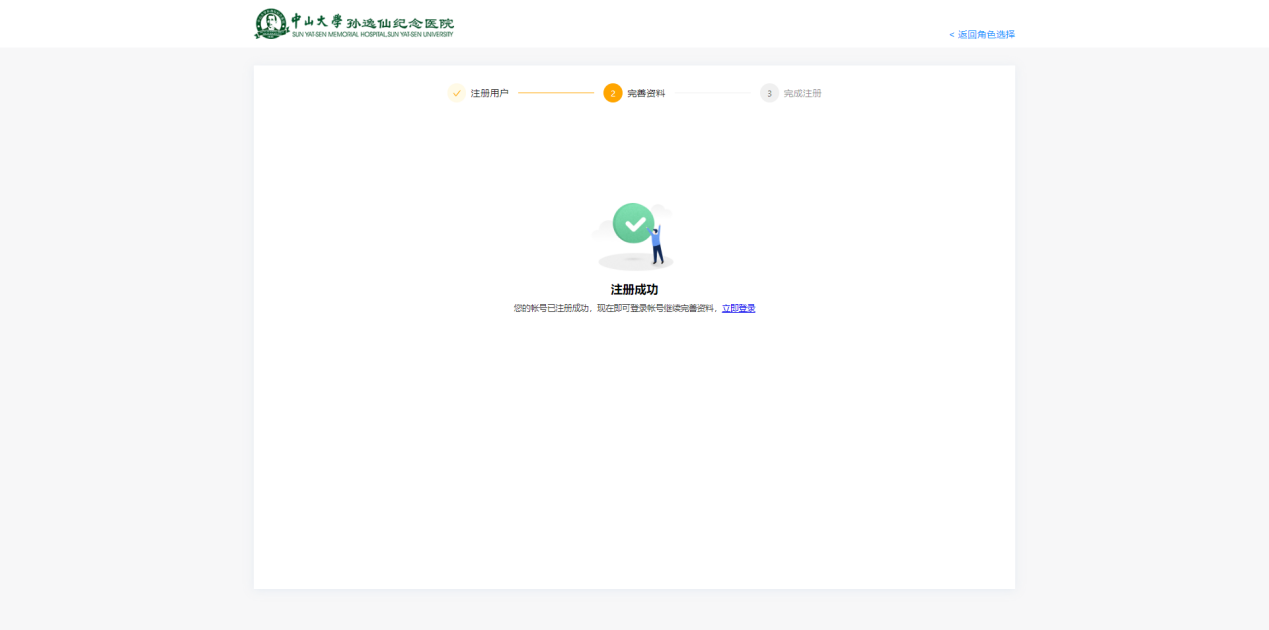 中山大學孙逸仙纪念医院
SUN YAT-SEN MEMORIAL HOSPITAL,SUN YAT-SEN UNIVERSITY
< 返回角色选择
注册用户 2 完善资料 3 完成注册
注册成功
您的帐号已注册成功，现在即可登录帐号继续完善资料，立即登录